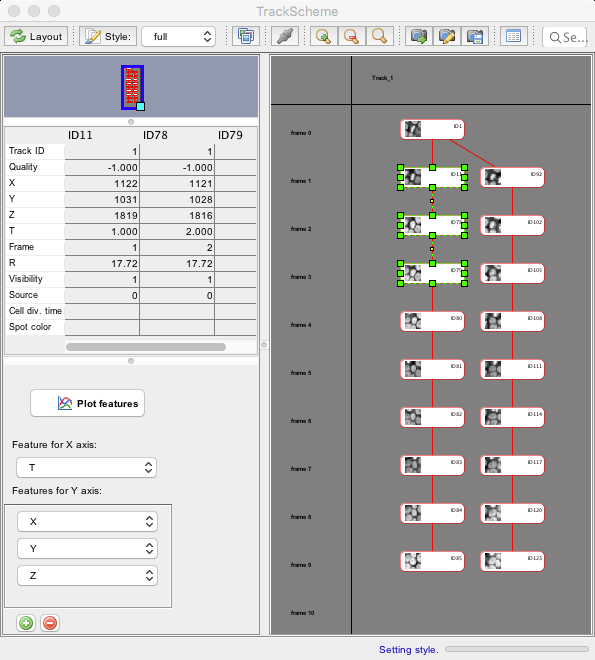 TrackScheme
Layout Style: full Se...
ID11 ID78 ID79
Track ID 1 1
Quality -1.000 -1.000
X 1122 1121
Y 1031 1028
Z 1819 1816
T 1.000 2.000
Frame 1 2
R 17.72 17.72
Visibility 1 1
Source 0 0
Cell div. time
Spot color
Plot features
Feature for X axis:
T
Features for Y axis:
X
Y
Z
Track_1
frame 0 ID1
frame 1 ID11 ID92
frame 2 ID78 ID102
frame 3 ID79 ID105
frame 4 ID80 ID108
frame 5 ID81 ID111
frame 6 ID82 ID114
frame 7 ID83 ID117
frame 8 ID84 ID120
frame 9 ID85 ID123
frame 10
Setting style.